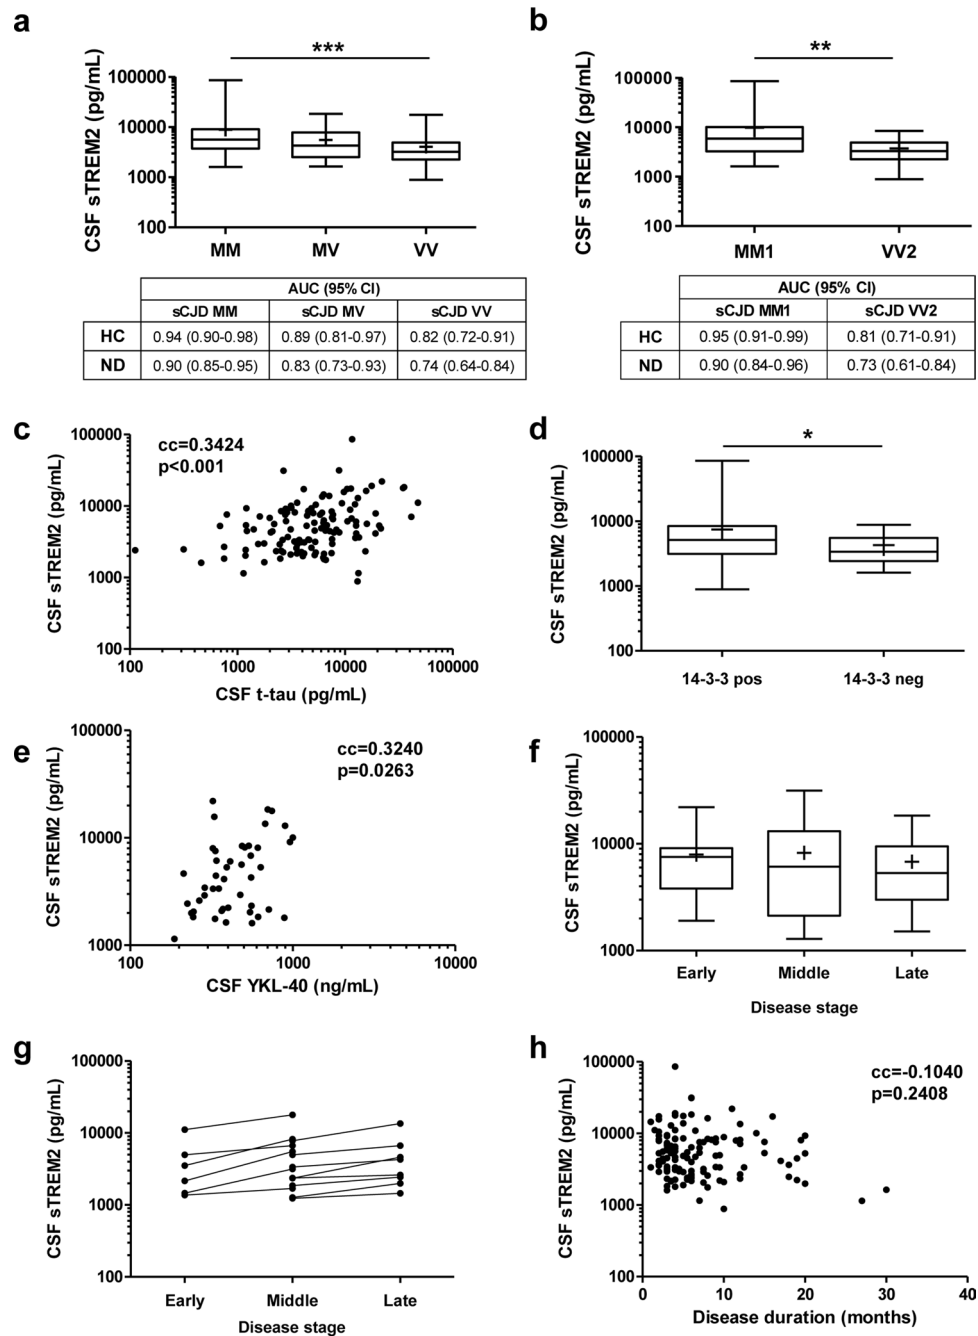 a
CSF sTREM2 (pg/mL)
100000
10000
1000
100
***
MM
MV
VV
AUC (95% CI)
sCJD MM sCJD MV sCJD VV
HC 0.94 (0.90-0.98) 0.89 (0.81-0.97) 0.82 (0.72-0.91)
ND 0.90 (0.85-0.95) 0.83 (0.73-0.93) 0.74 (0.64-0.84)
b
CSF sTREM2 (pg/mL)
100000
10000
1000
100
**
MM1
VV2
AUC (95% CI)
sCJD MM1 sCJD VV2
HC 0.95 (0.91-0.99) 0.81 (0.71-0.91)
ND 0.90 (0.84-0.96) 0.73 (0.61-0.84)
c
CSF sTREM2 (pg/mL)
100000
10000
1000
100
cc=0.3424
p<0.001
100 1000 10000 100000
CSF t-tau (pg/mL)
d
CSF sTREM2 (pg/mL)
100000
10000
1000
100
*
14-3-3 pos
14-3-3 neg
e
CSF sTREM2 (pg/mL)
100000
10000
1000
cc=0.3240
p=0.0263
100 1000 10000
CSF YKL-40 (ng/mL)
f
CSF sTREM2 (pg/mL)
100000
10000
1000
Early Middle Late
Disease stage
g
CSF sTREM2 (pg/mL)
100000
10000
1000
100
Early Middle Late
Disease stage
h
CSF sTREM2 (pg/mL)
100000
10000
1000
100
cc=-0.1040
p=0.2408
0 10 20 30 40
Disease duration (months)